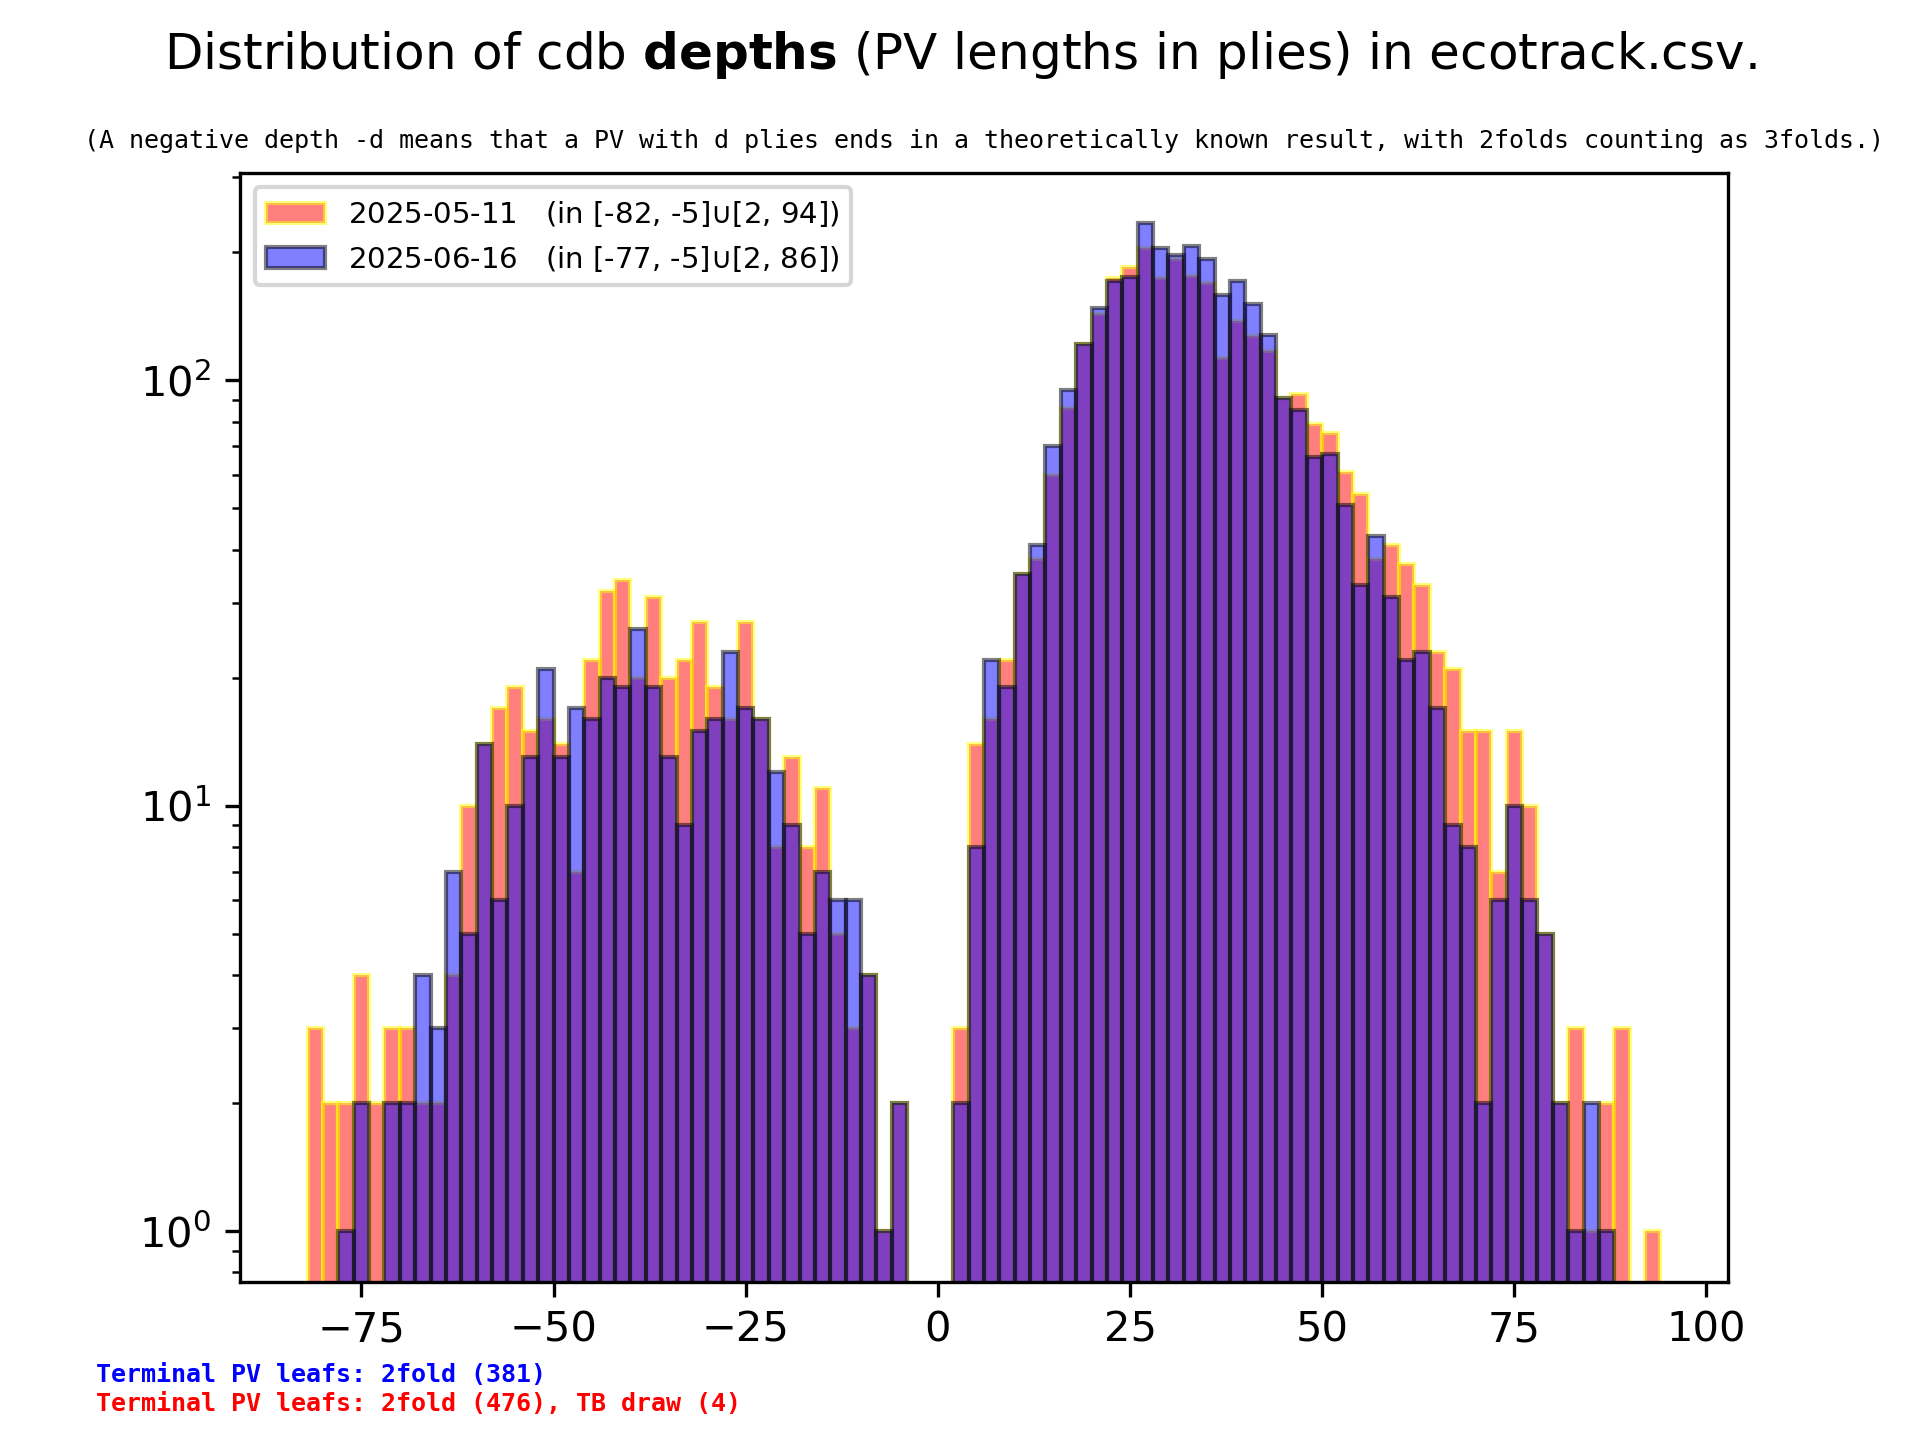 Distribution of cdb depths (PV lengths in plies) in ecotrack.csv.
(A negative depth -d means that a PV with d plies ends in a theoretically known result, with 2folds counting as 3folds.)
2025-05-11 (in [-82, -5]∪[2, 94])
2025-06-16 (in [-77, -5]∪[2, 86])
10²
10¹
10⁰
−75 −50 −25 0 25 50 75 100
Terminal PV leafs: 2fold (381)
Terminal PV leafs: 2fold (476), TB draw (4)